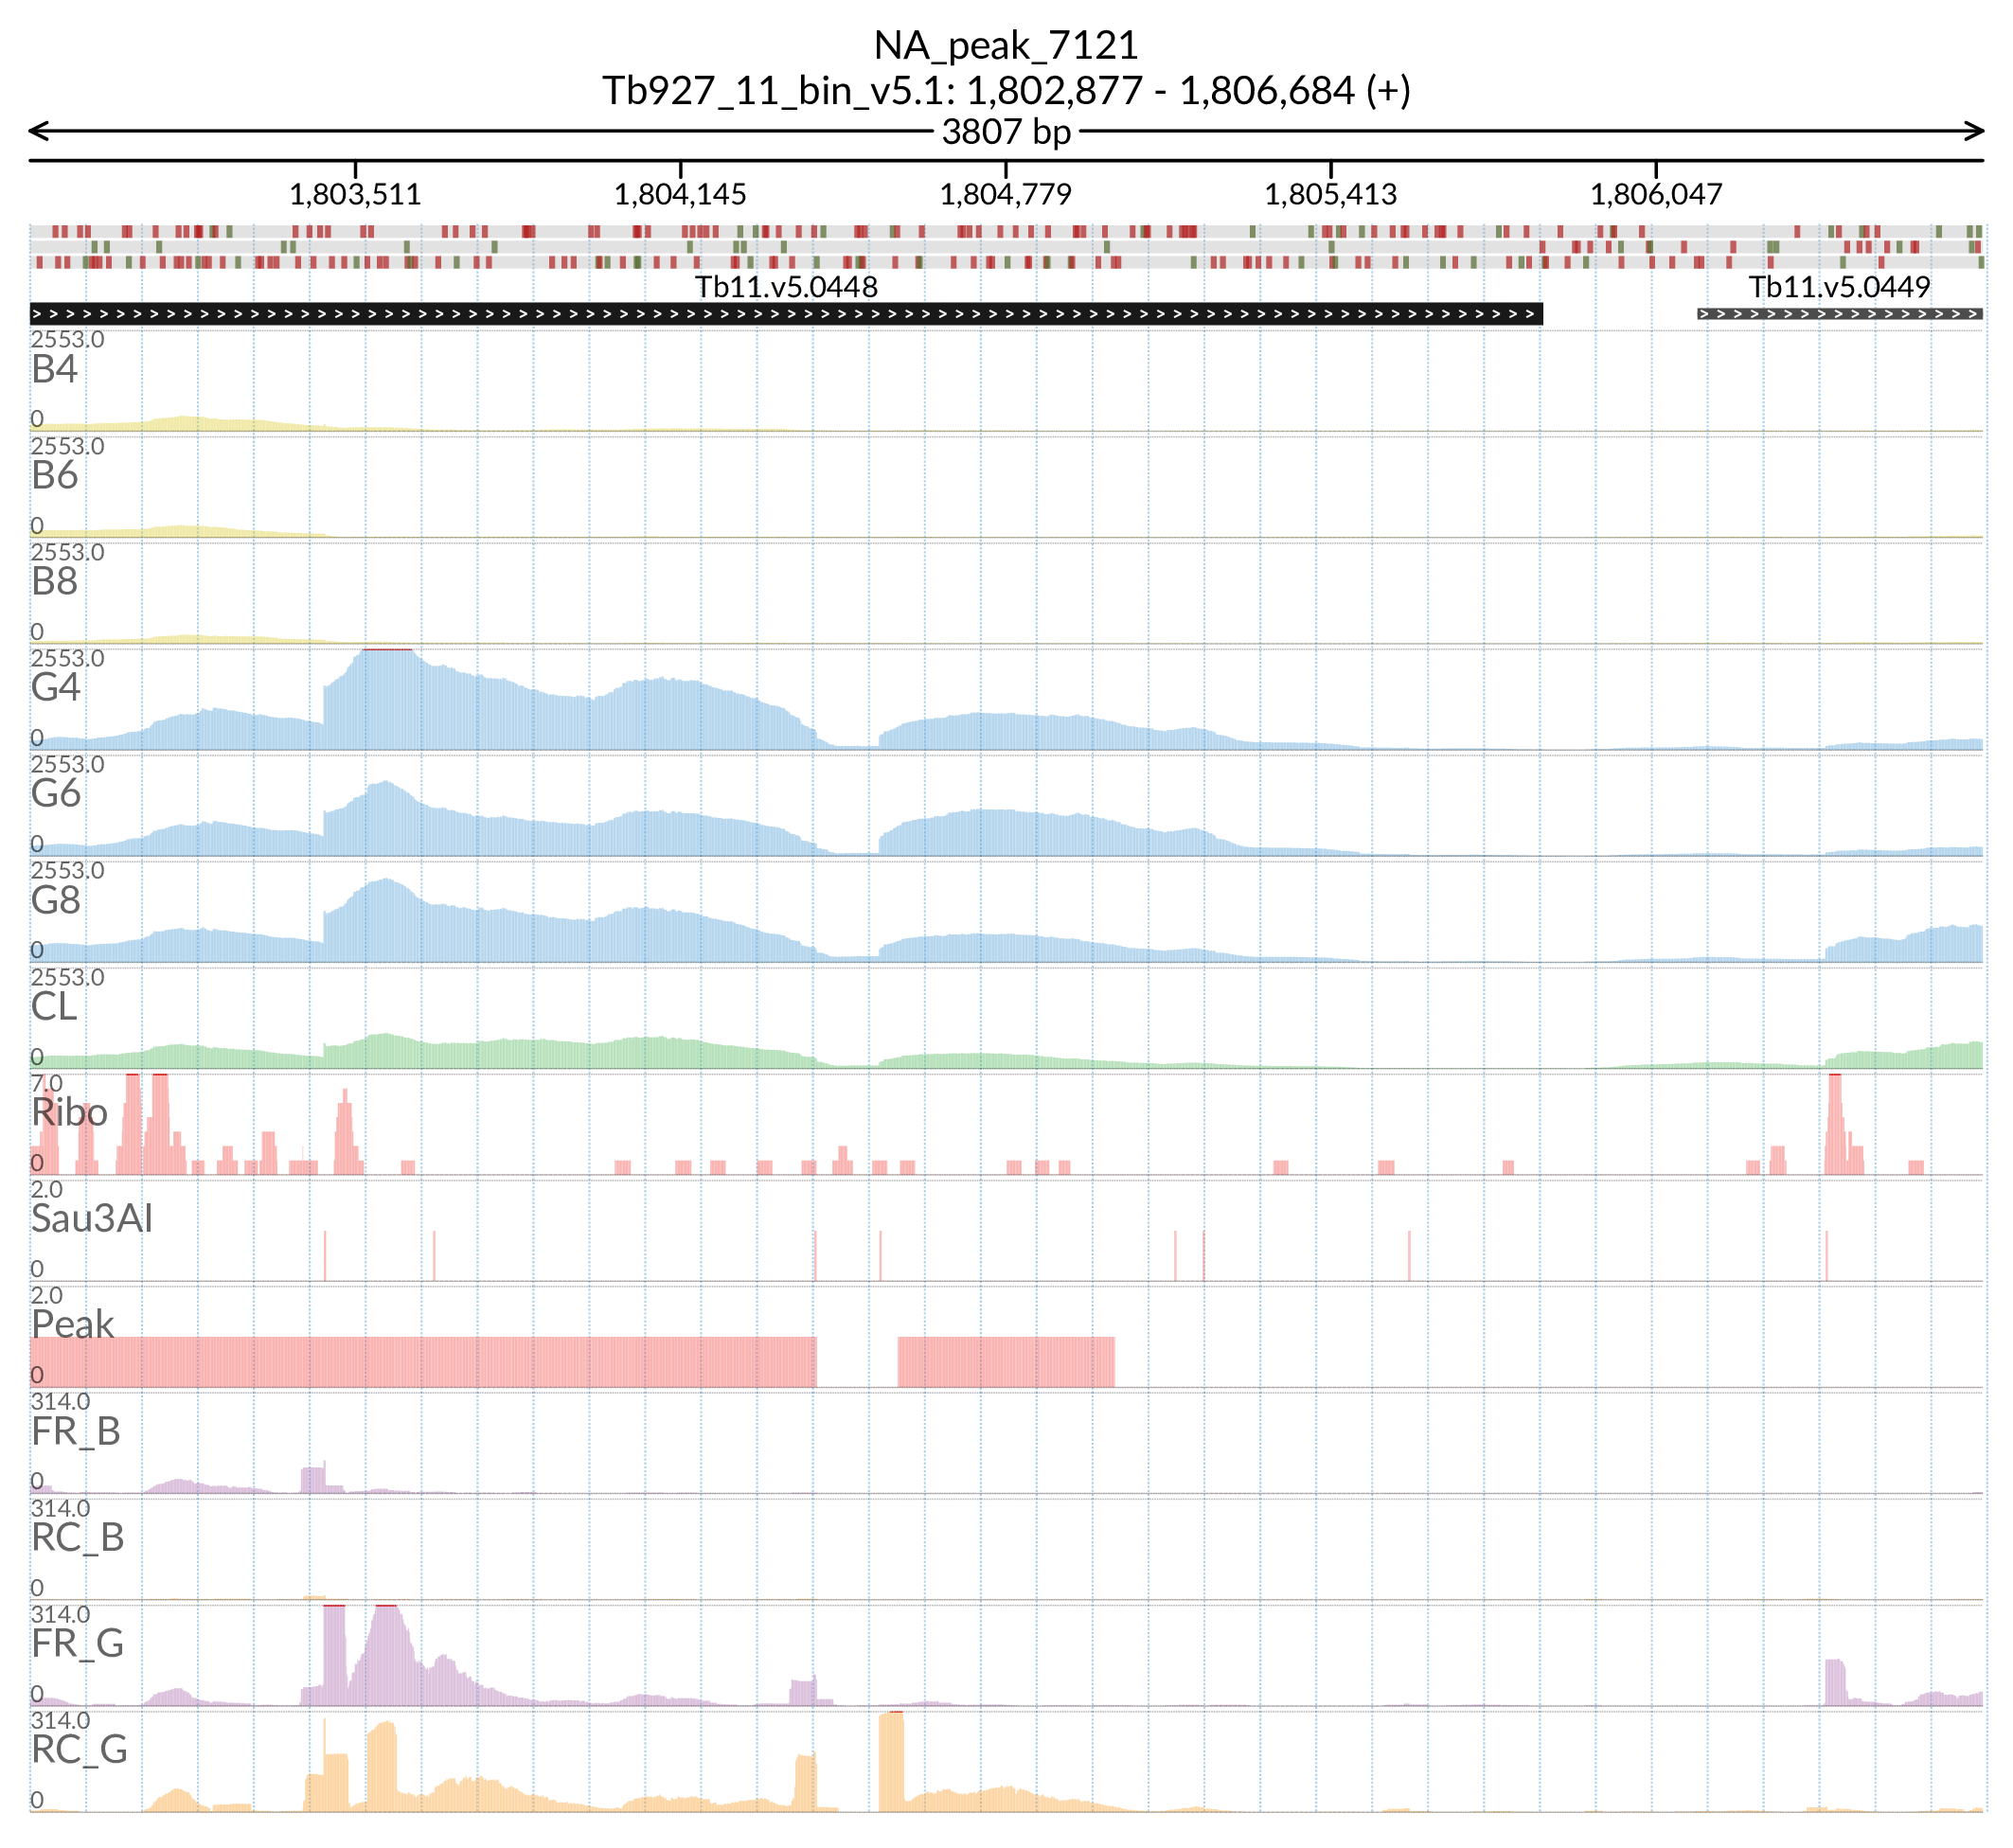 NA_peak_7121
Tb927_11_bin_v5.1: 1,802,877 - 1,806,684 (+)
3807 bp
1,803,511 1,804,145 1,804,779 1,805,413 1,806,047
Tb11.v5.0448 Tb11.v5.0449
2553.0
B4
0
2553.0
B6
0
2553.0
B8
0
2553.0
G4
0
2553.0
G6
0
2553.0
G8
0
2553.0
CL
0
7.0
Ribo
0
2.0
Sau3AI
0
2.0
Peak
0
314.0
FR_B
0
314.0
RC_B
0
314.0
FR_G
0
314.0
RC_G
0